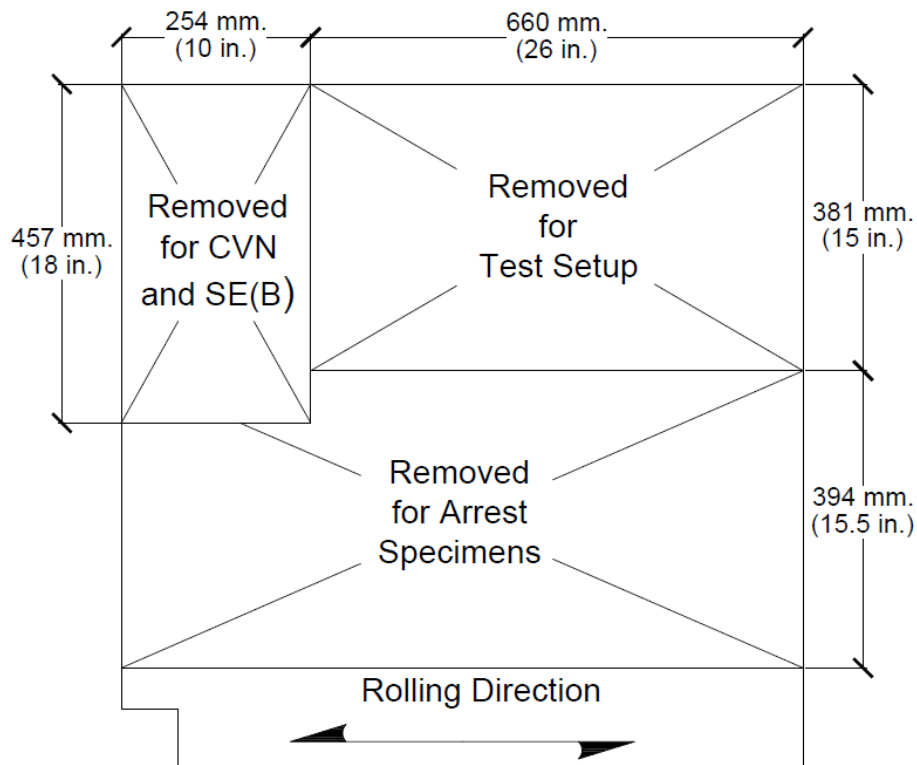 254 mm.
(10 in.)
660 mm.
(26 in.)
457 mm.
(18 in.)
Removed
for CVN
and SE(B)
Removed
for
Test Setup
381 mm.
(15 in.)
Removed
for Arrest
Specimens
394 mm.
(15.5 in.)
Rolling Direction